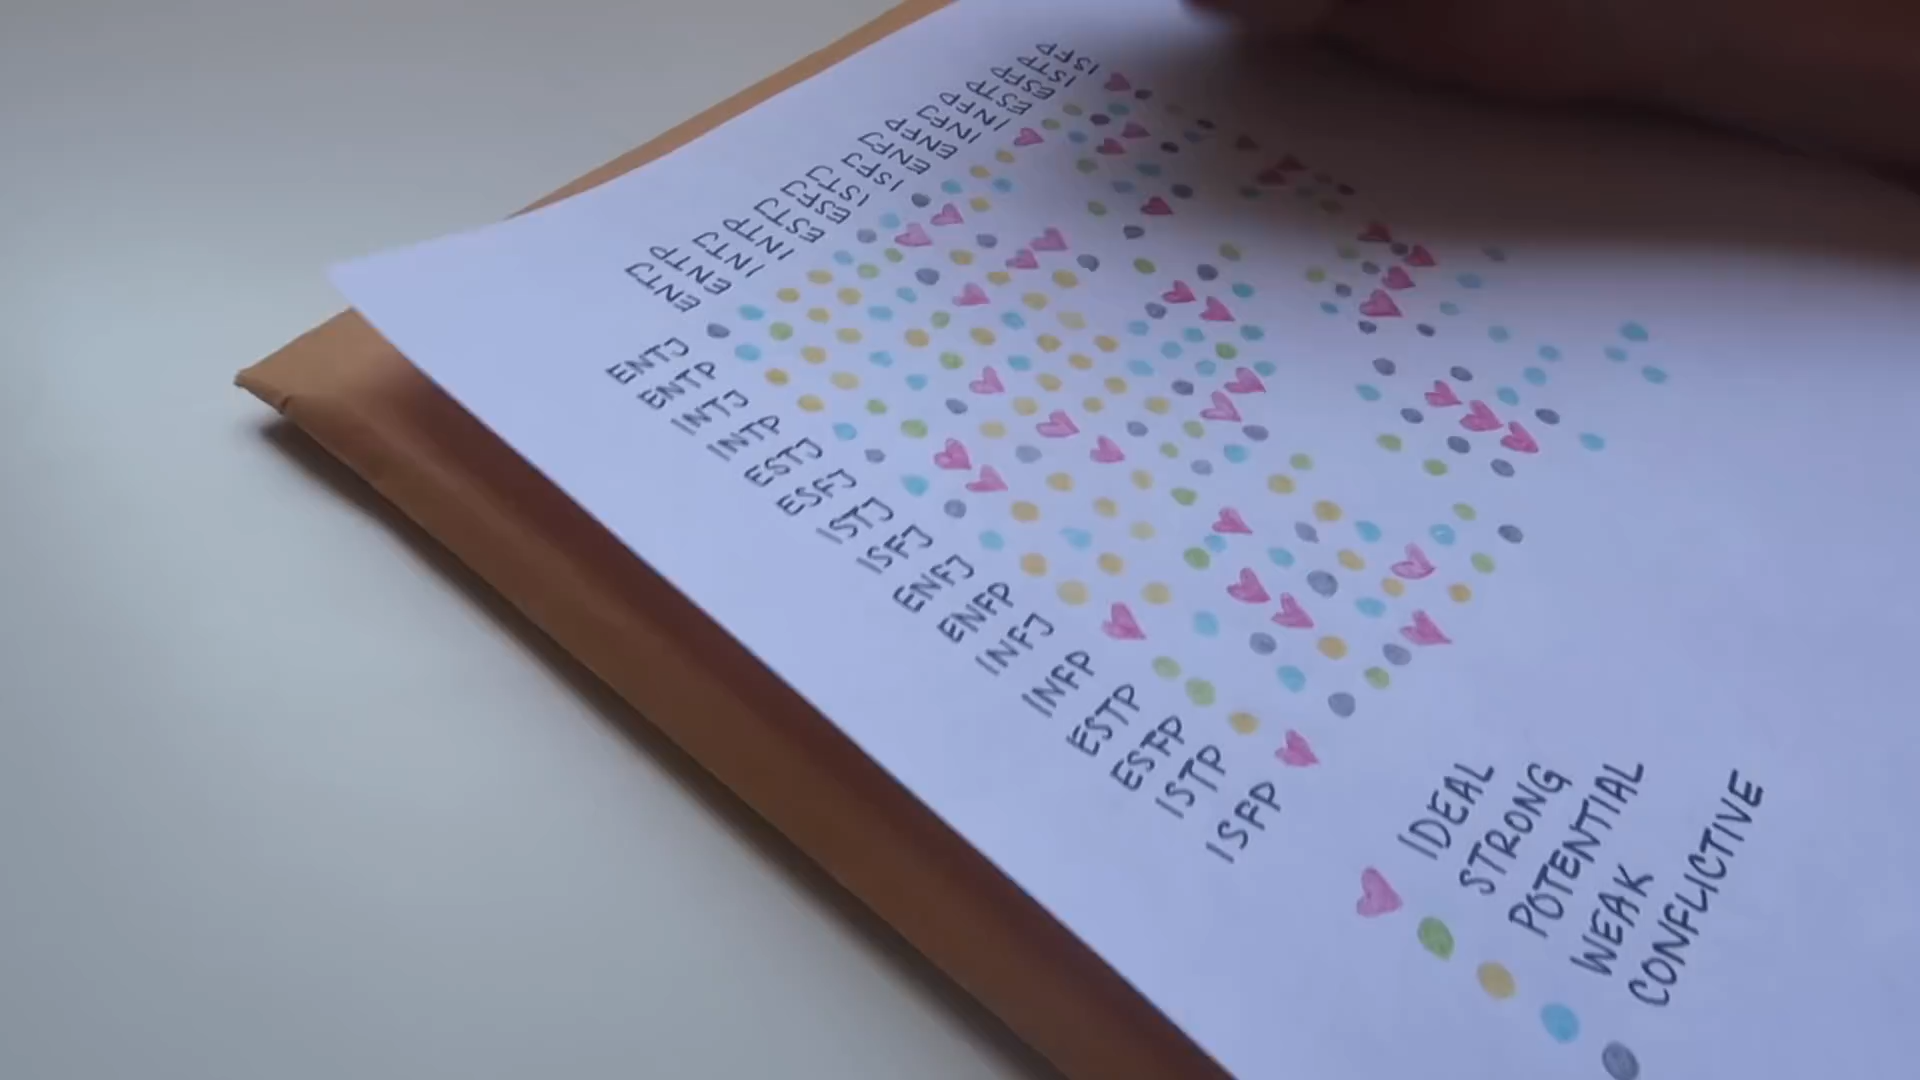 ENTJ
ENTP
INTJ
INTP
ESTJ
ESFJ
ISTJ
ISFJ
ENFJ
ENFP
INFJ
INFP
ESTP
ESFP
ISTP
ISFP
ENTJ
ENTP
INTJ
INTP
ESTJ
ESFJ
ISTJ
ISFJ
ENFJ
ENFP
INFJ
INFP
ESTP
ESFP
ISTP
ISFP
IDEAL
STRONG
POTENTIAL
WEAK
CONFLICTIVE